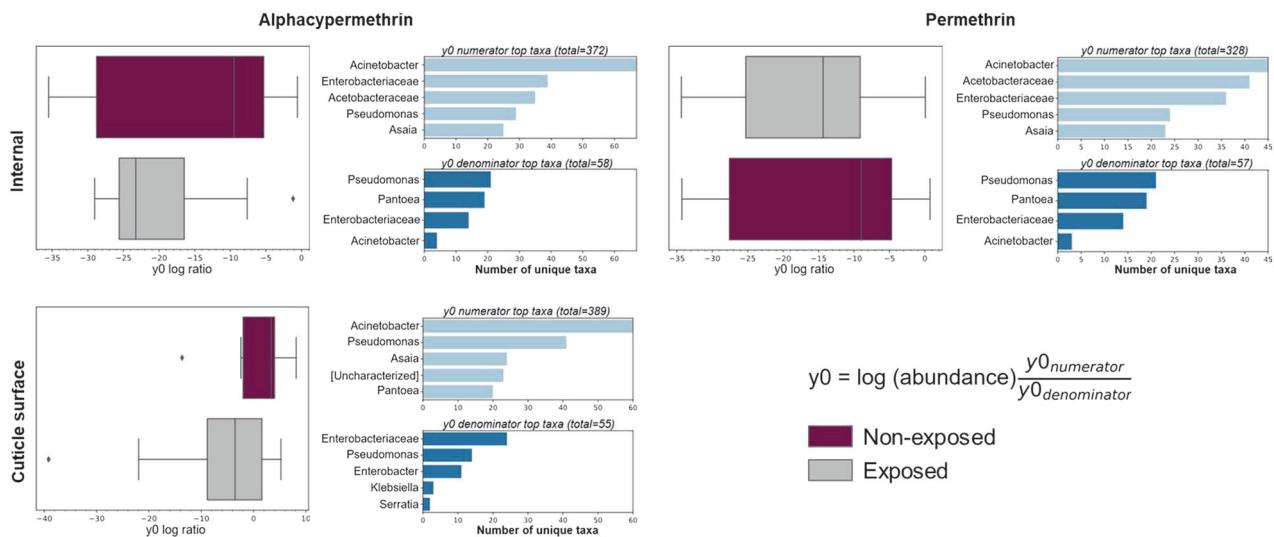 Alphacypermethrin
Permethrin
Internal
−35 −30 −25 −20 −15 −10 −5 0
y0 log ratio
y0 numerator top taxa (total=372)
Acinetobacter
Enterobacteriaceae
Acetobacteraceae
Pseudomonas
Asaia
0 10 20 30 40 50 60
y0 denominator top taxa (total=58)
Pseudomonas
Pantoea
Enterobacteriaceae
Acinetobacter
0 10 20 30 40 50 60
Number of unique taxa
−35 −30 −25 −20 −15 −10 −5 0
y0 log ratio
y0 numerator top taxa (total=328)
Acinetobacter
Acetobacteraceae
Enterobacteriaceae
Pseudomonas
Asaia
0 5 10 15 20 25 30 35 40 45
y0 denominator top taxa (total=57)
Pseudomonas
Pantoea
Enterobacteriaceae
Acinetobacter
0 5 10 15 20 25 30 35 40 45
Number of unique taxa
Cuticle surface
−40 −30 −20 −10 0 10
y0 log ratio
y0 numerator top taxa (total=389)
Acinetobacter
Pseudomonas
Asaia
[Uncharacterized]
Pantoea
0 10 20 30 40 50 60
y0 denominator top taxa (total=55)
Enterobacteriaceae
Pseudomonas
Enterobacter
Klebsiella
Serratia
0 10 20 30 40 50 60
Number of unique taxa
y0 = log (abundance) y0numerator
y0denominator
Non-exposed
Exposed